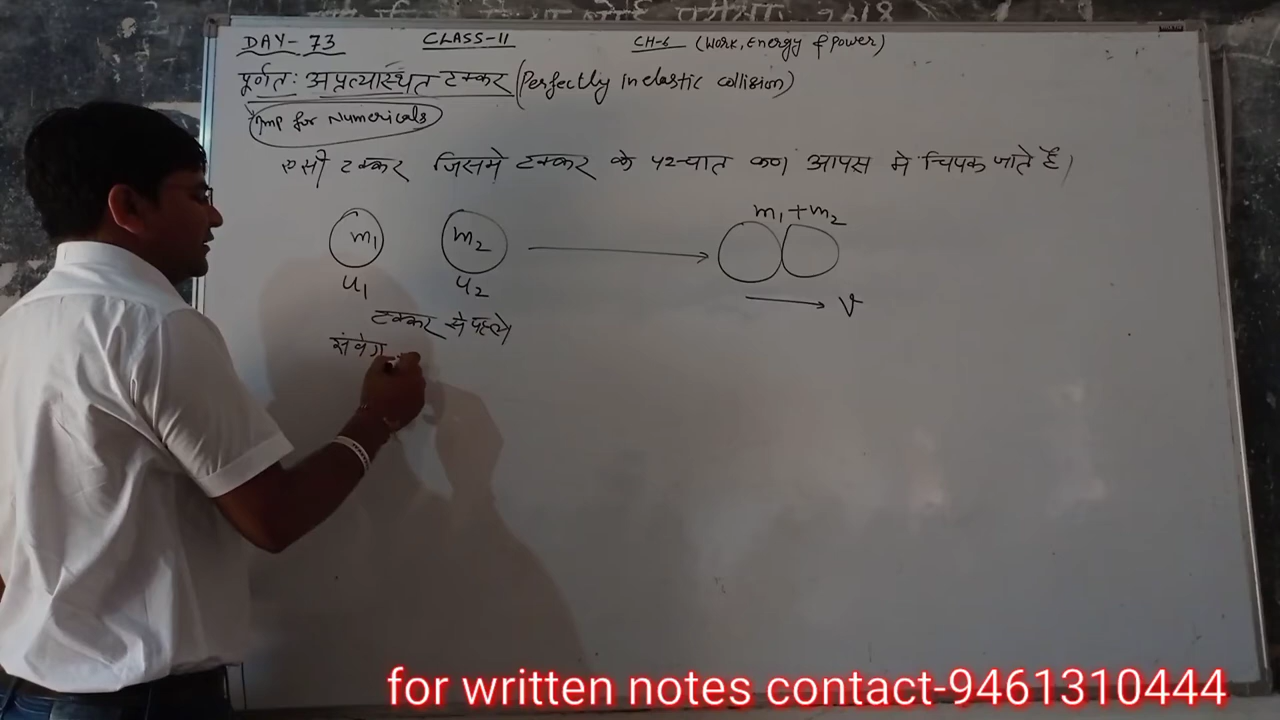 DAY-73 CLASS-11 CH-6 (Work, Energy & Power)
पूर्णतः अप्रत्यास्थित टक्कर (Perfectly inelastic collision)
Imp for Numericals
एसी टक्कर जिसमे टक्कर के पश्चात कण आपस मे चिपक जाते है।
m1 m2 m1+m2
u1 u2 v
टक्कर से पहले
संवेग
for written notes contact-9461310444